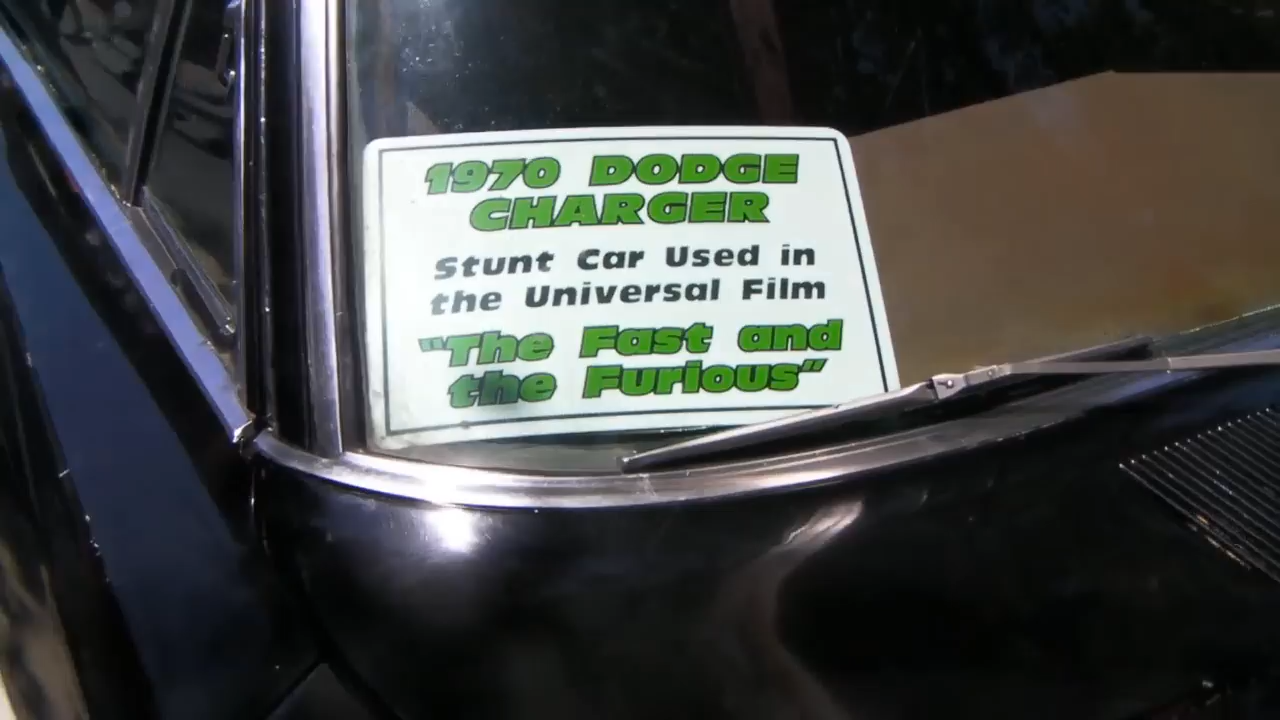 1970 DODGE
CHARGER
Stunt Car Used in
the Universal Film
"The Fast and
the Furious"